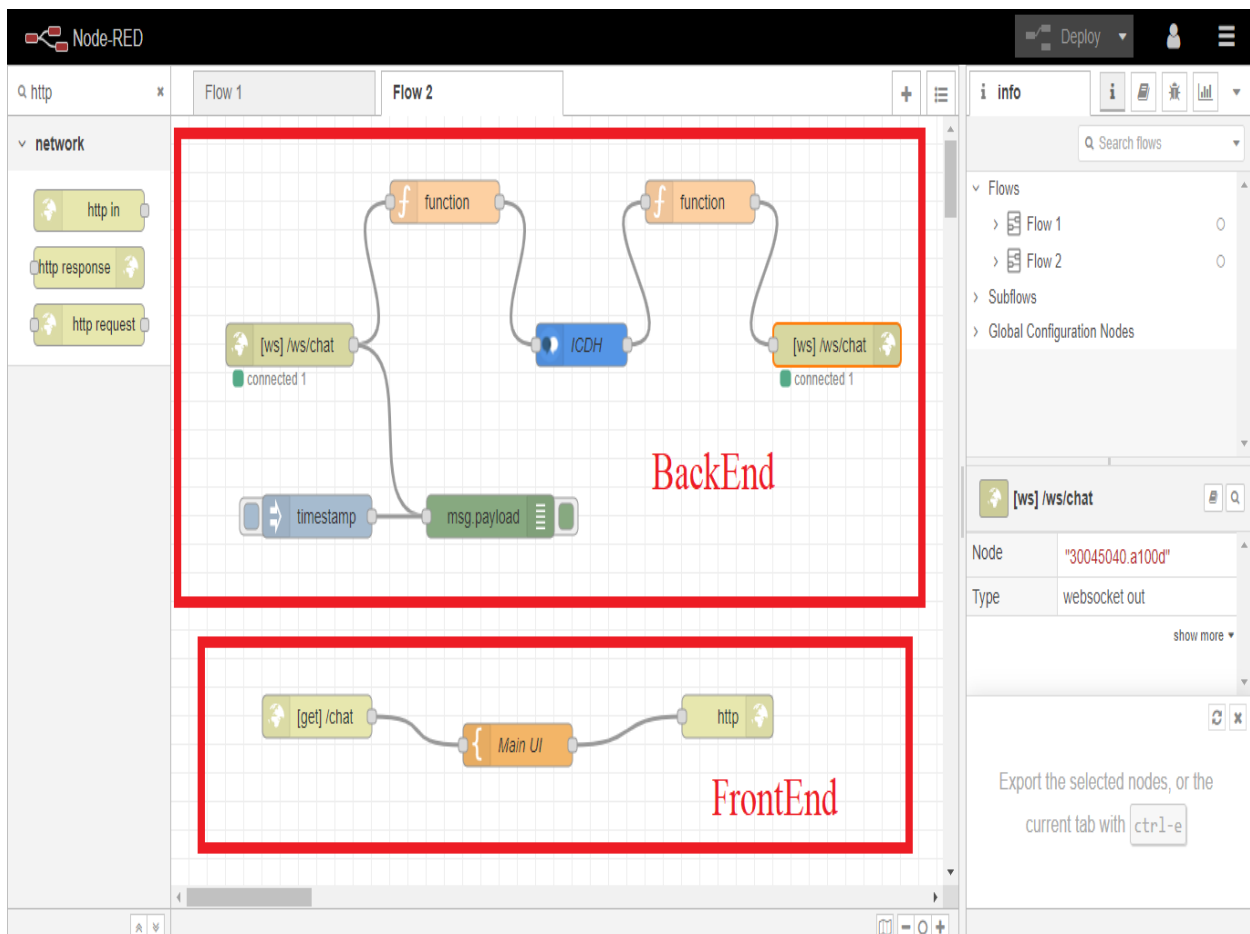 Node-RED
Deploy
http
Flow 1
Flow 2
i info
i
Search flows
network
http in
http response
http request
function
function
[ws] /ws/chat
connected 1
ICDH
[ws] /ws/chat
connected 1
BackEnd
timestamp
msg.payload
[get] /chat
Main UI
http
FrontEnd
Flows
Flow 1
Flow 2
Subflows
Global Configuration Nodes
[ws] /ws/chat
Node
"30045040.a100d"
Type
websocket out
show more
Export the selected nodes, or the
current tab with ctrl-e